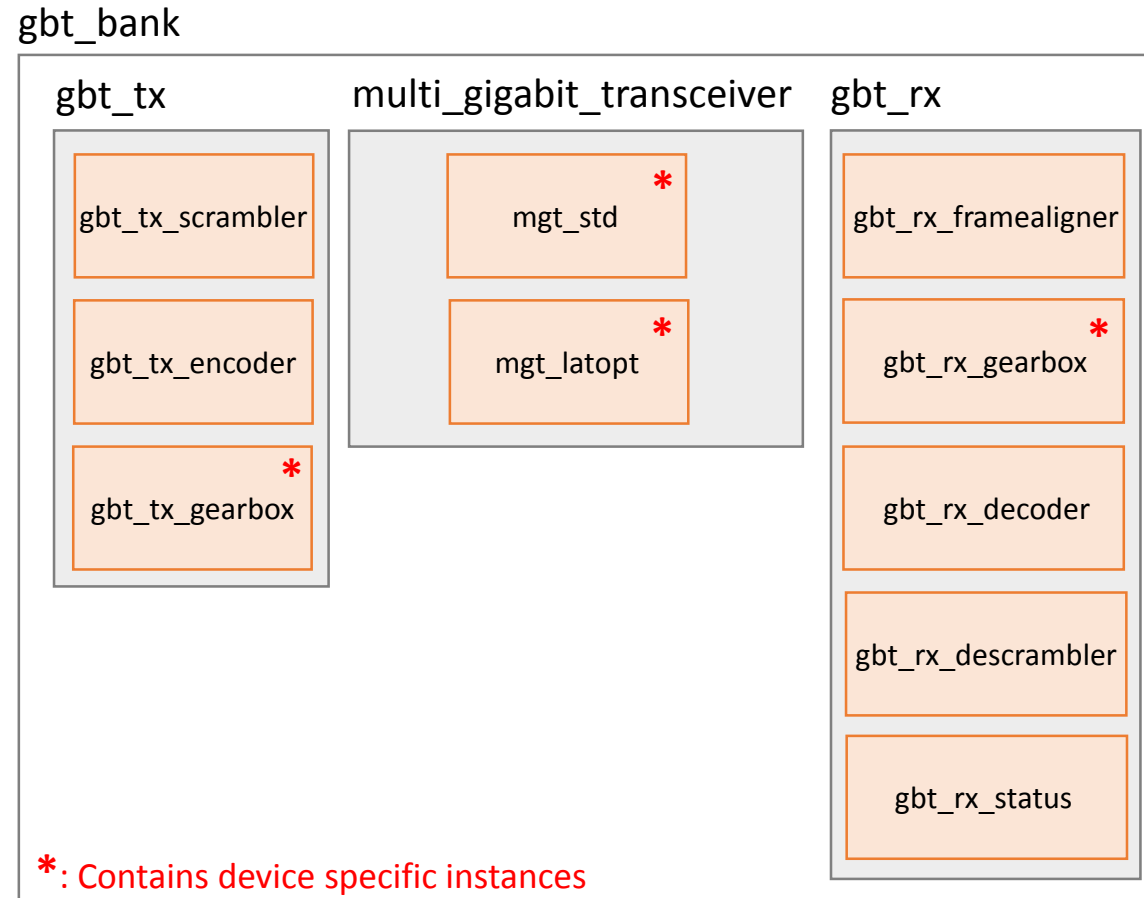 gbt_bank
gbt_tx
gbt_tx_scrambler
gbt_tx_encoder
*
gbt_tx_gearbox
multi_gigabit_transceiver
*
mgt_std
*
mgt_latopt
gbt_rx
gbt_rx_framealigner
*
gbt_rx_gearbox
gbt_rx_decoder
gbt_rx_descrambler
gbt_rx_status
*: Contains device specific instances